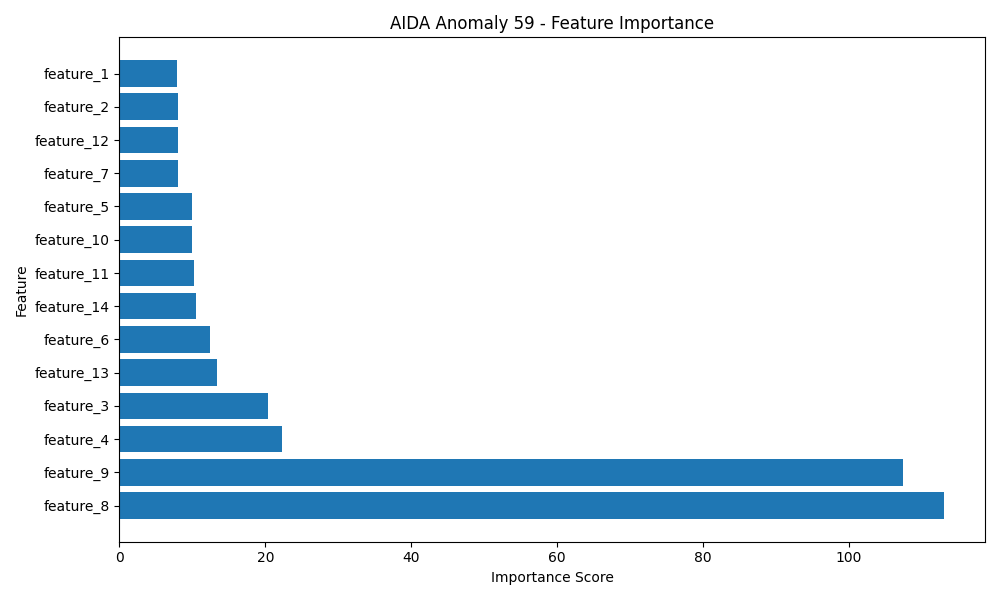 AIDA Anomaly 59 - Feature Importance
feature_1
feature_2
feature_12
feature_7
feature_5
feature_10
feature_11
feature_14
feature_6
feature_13
feature_3
feature_4
feature_9
feature_8
Feature
0 20 40 60 80 100
Importance Score